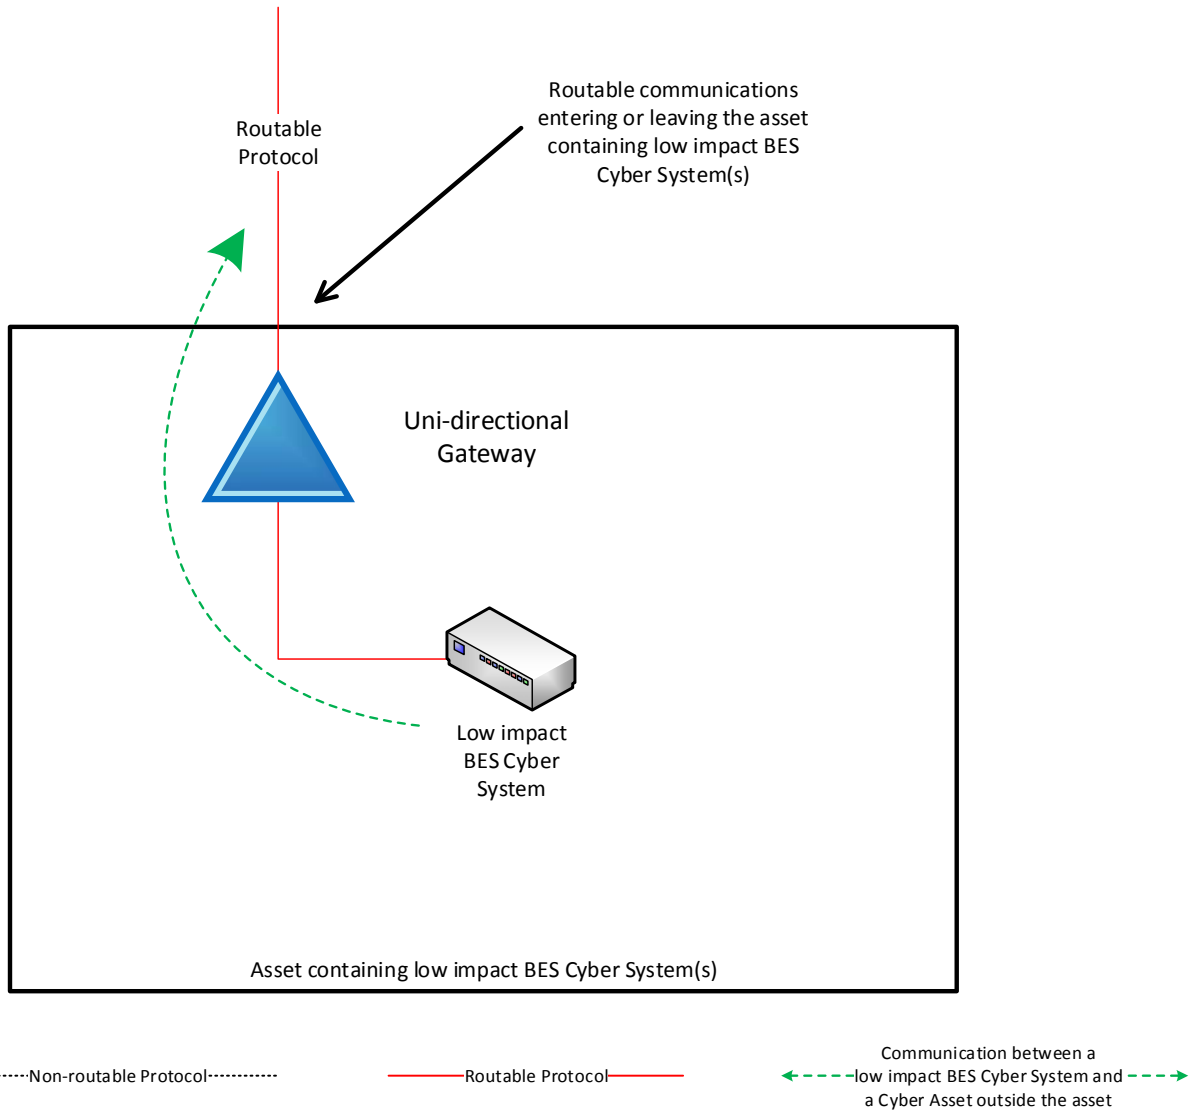 Routable communications
entering or leaving the asset
containing low impact BES
Cyber System(s)
Routable
Protocol
Uni-directional
Gateway
Low impact
BES Cyber
System
Asset containing low impact BES Cyber System(s)
Non-routable Protocol
Routable Protocol
Communication between a
low impact BES Cyber System and
a Cyber Asset outside the asset